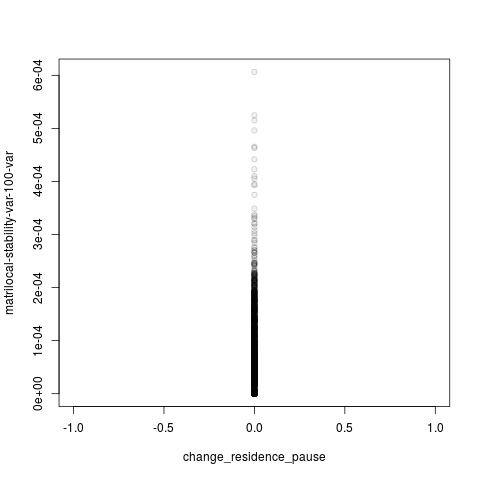 6e-04
5e-04
4e-04
3e-04
2e-04
1e-04
0e+00
matrilocal-stability-var-100-var
-1.0
-0.5
0.0
0.5
1.0
change_residence_pause